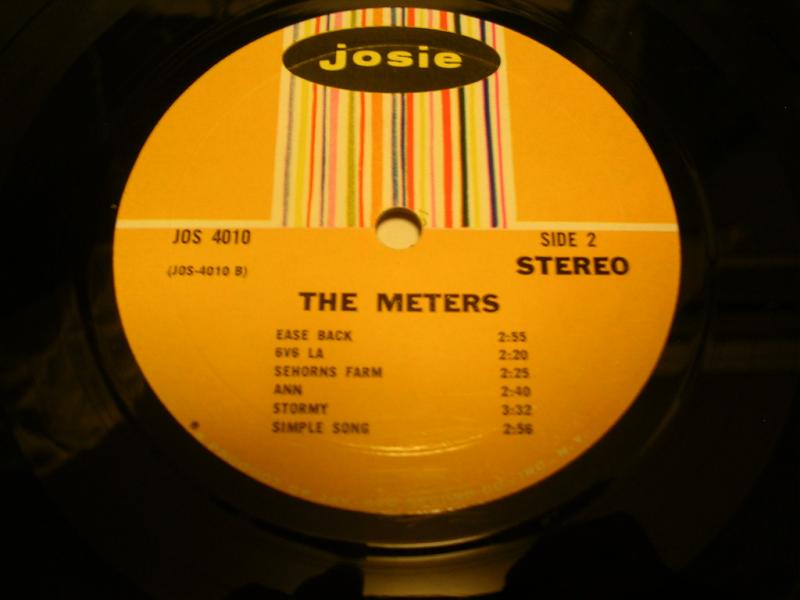 josie
JOS 4010
SIDE 2
(JOS-4010 B)
STEREO
THE METERS
EASE BACK 2:55
6V6 LA 2:20
SEHORNS FARM 2:25
ANN 2:40
STORMY 3:32
SIMPLE SONG 2:56
INC., N.Y.